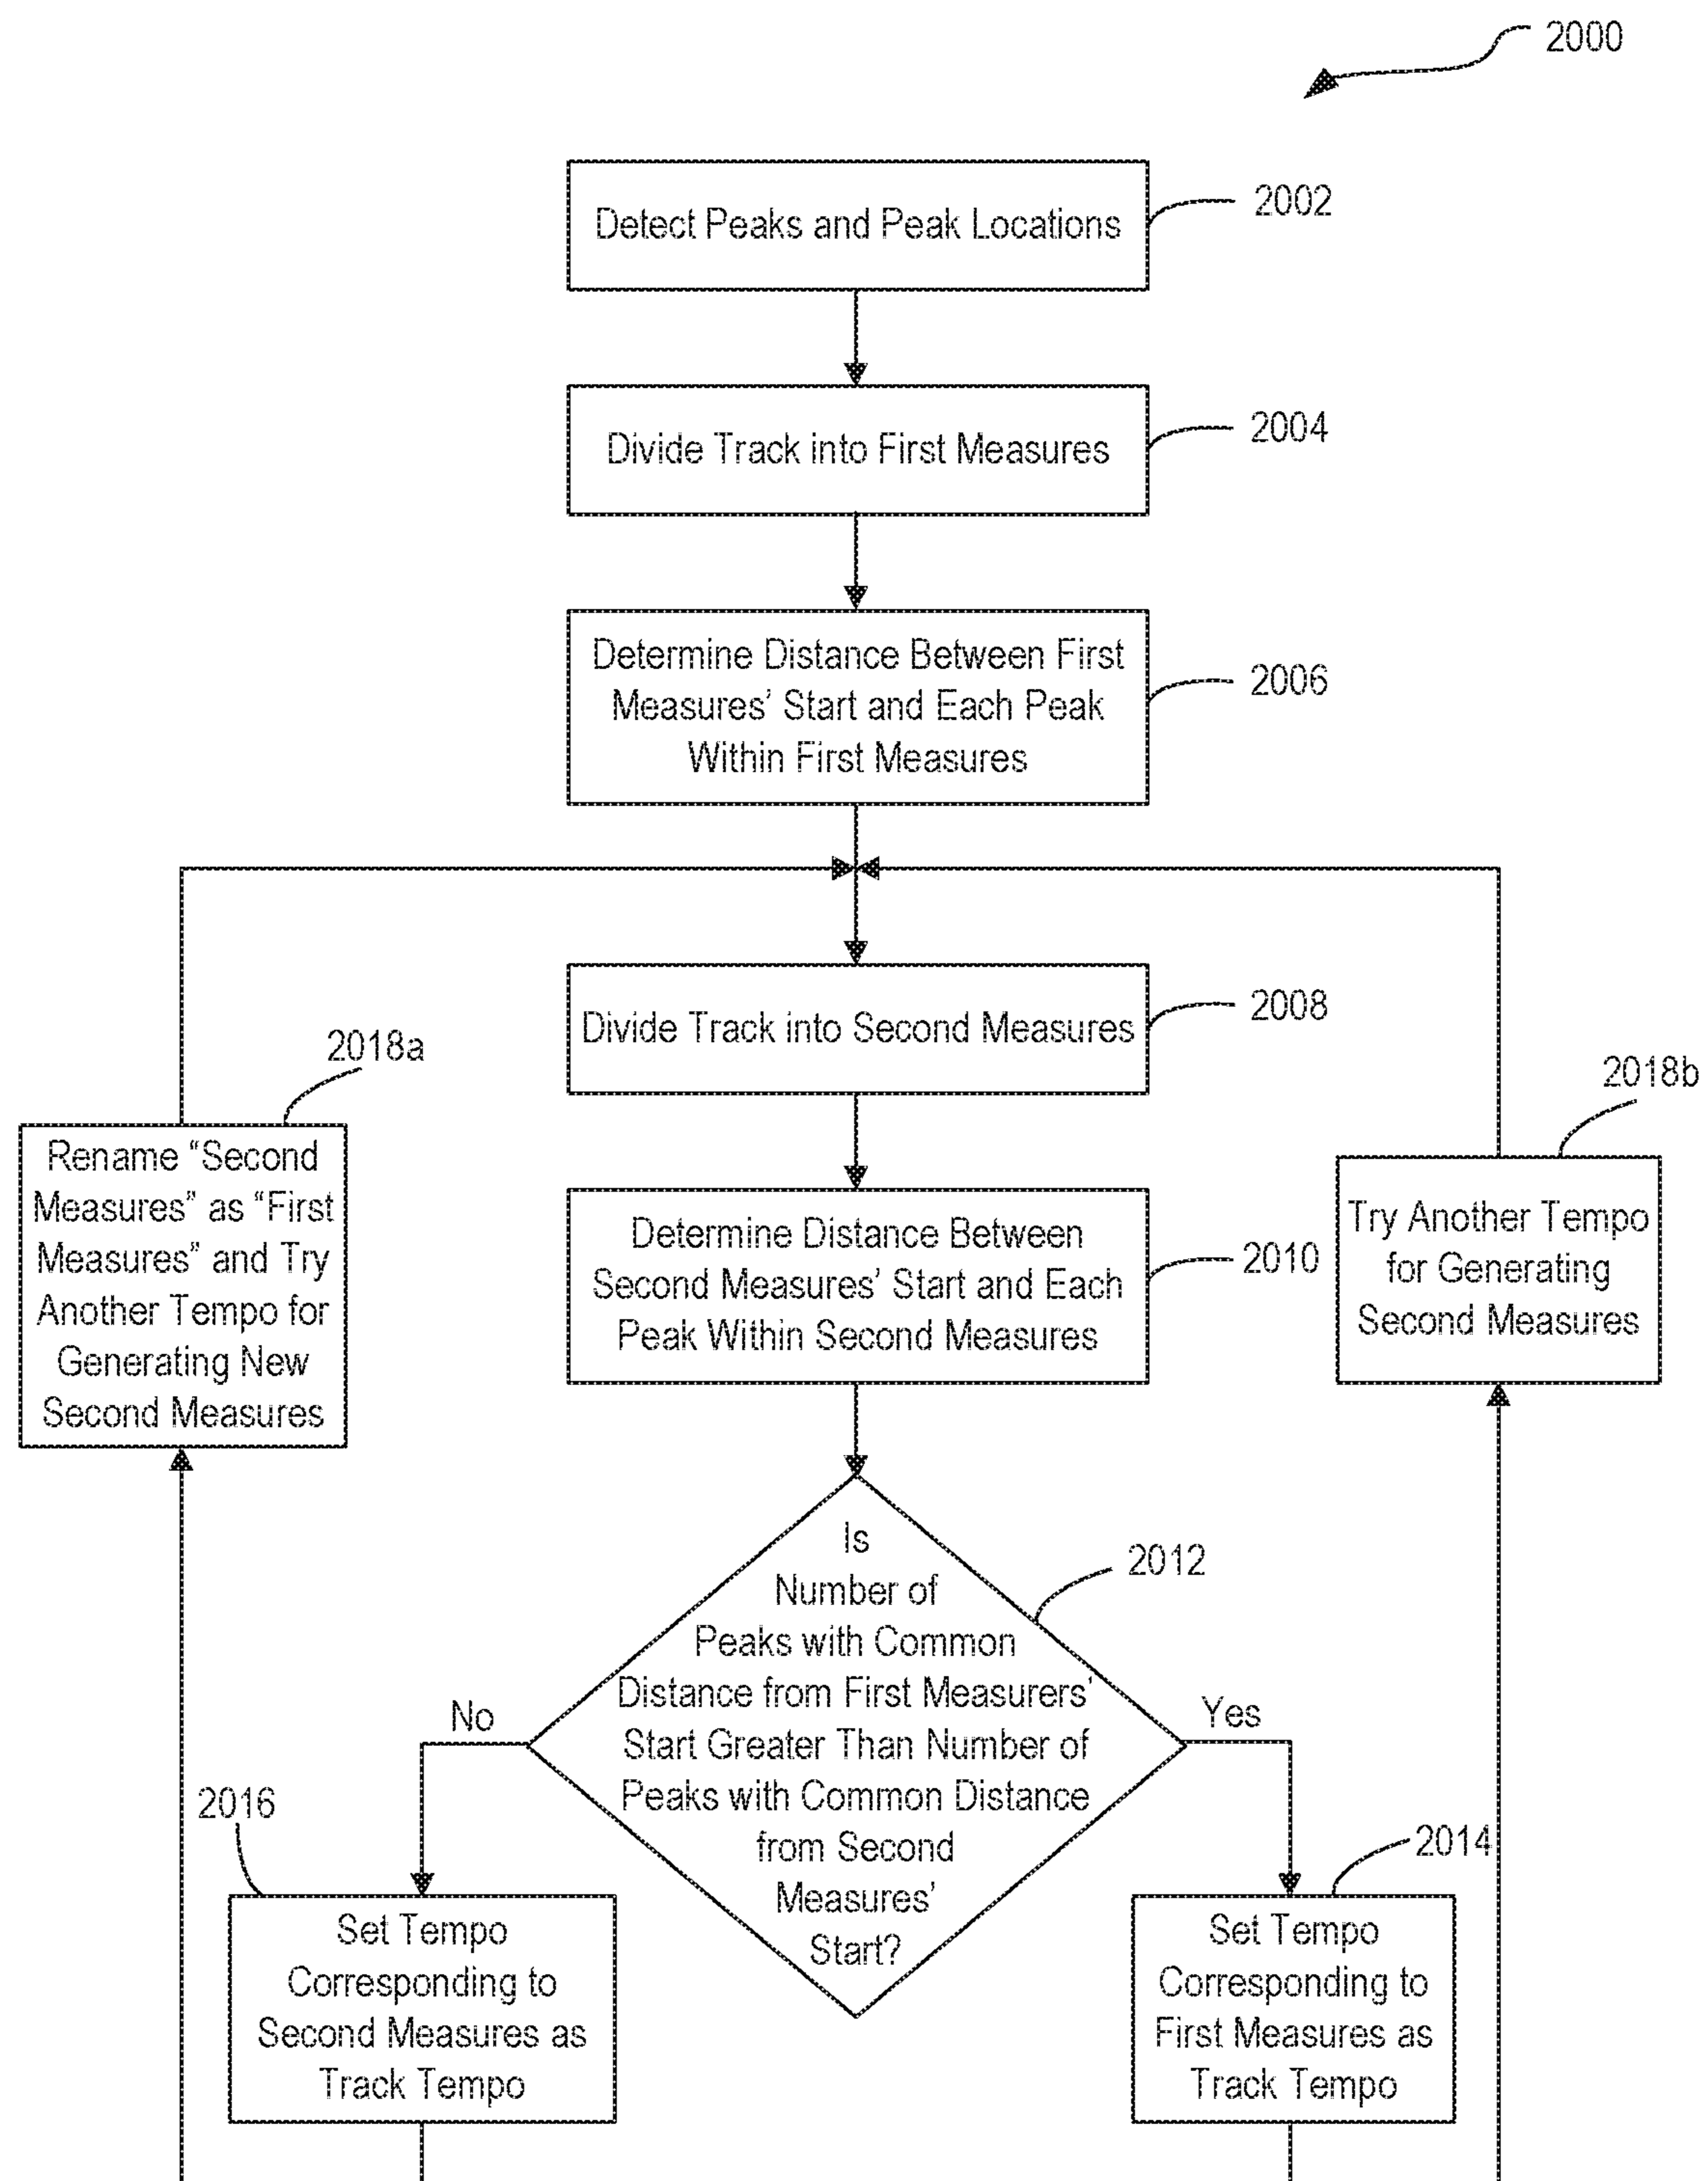 2000
Detect Peaks and Peak Locations
2002
Divide Track into First Measures
2004
Determine Distance Between First
Measures’ Start and Each Peak
Within First Measures
2006
Divide Track into Second Measures
2008
2018a
Rename “Second
Measures” as “First
Measures” and Try
Another Tempo for
Generating New
Second Measures
2018b
Try Another Tempo
for Generating
Second Measures
Determine Distance Between
Second Measures’ Start and Each
Peak Within Second Measures
2010
Is
Number of
Peaks with Common
Distance from First Measurers’
Start Greater Than Number of
Peaks with Common Distance
from Second
Measures’
Start?
2012
No
Yes
2016
Set Tempo
Corresponding to
Second Measures as
Track Tempo
2014
Set Tempo
Corresponding to
First Measures as
Track Tempo